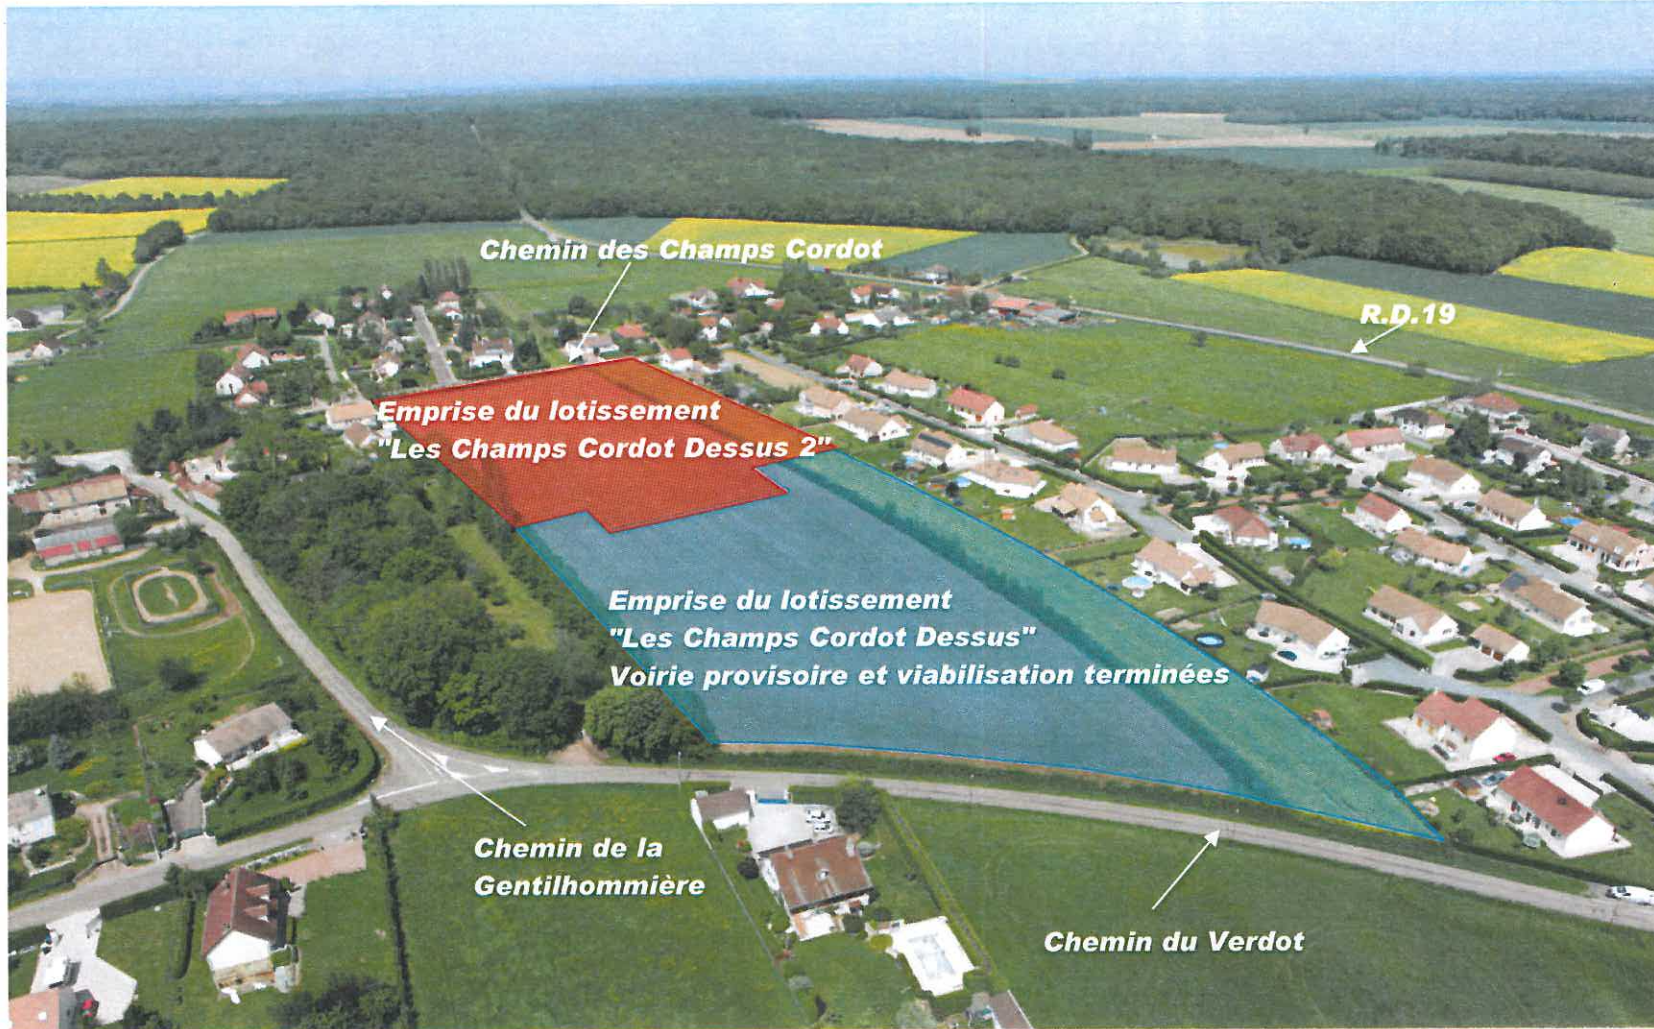 Chemin des Champs Cordot
R.D.19
Emprise du lotissement
"Les Champs Cordot Dessus 2"
Emprise du lotissement
"Les Champs Cordot Dessus"
Voirie provisoire et viabilisation terminées
Chemin de la
Gentilhommière
Chemin du Verdot